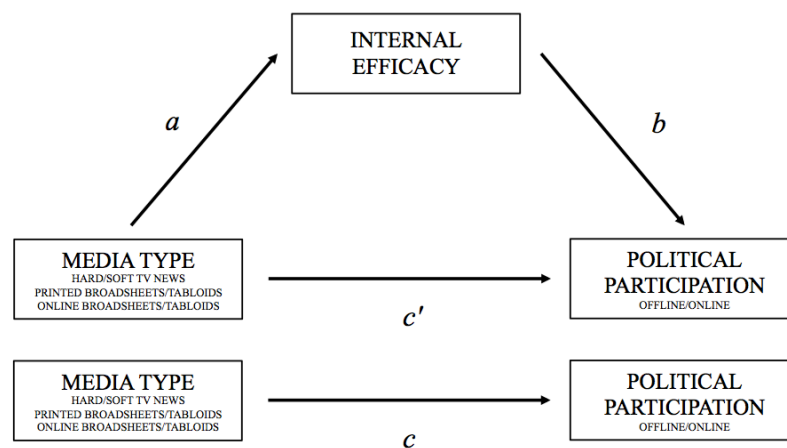 INTERNAL
EFFICACY
a
b
MEDIA TYPE
HARD/SOFT TV NEWS
PRINTED BROADSHEETS/TABLOIDS
ONLINE BROADSHEETS/TABLOIDS
c'
POLITICAL
PARTICIPATION
OFFLINE/ONLINE
MEDIA TYPE
HARD/SOFT TV NEWS
PRINTED BROADSHEETS/TABLOIDS
ONLINE BROADSHEETS/TABLOIDS
c
POLITICAL
PARTICIPATION
OFFLINE/ONLINE